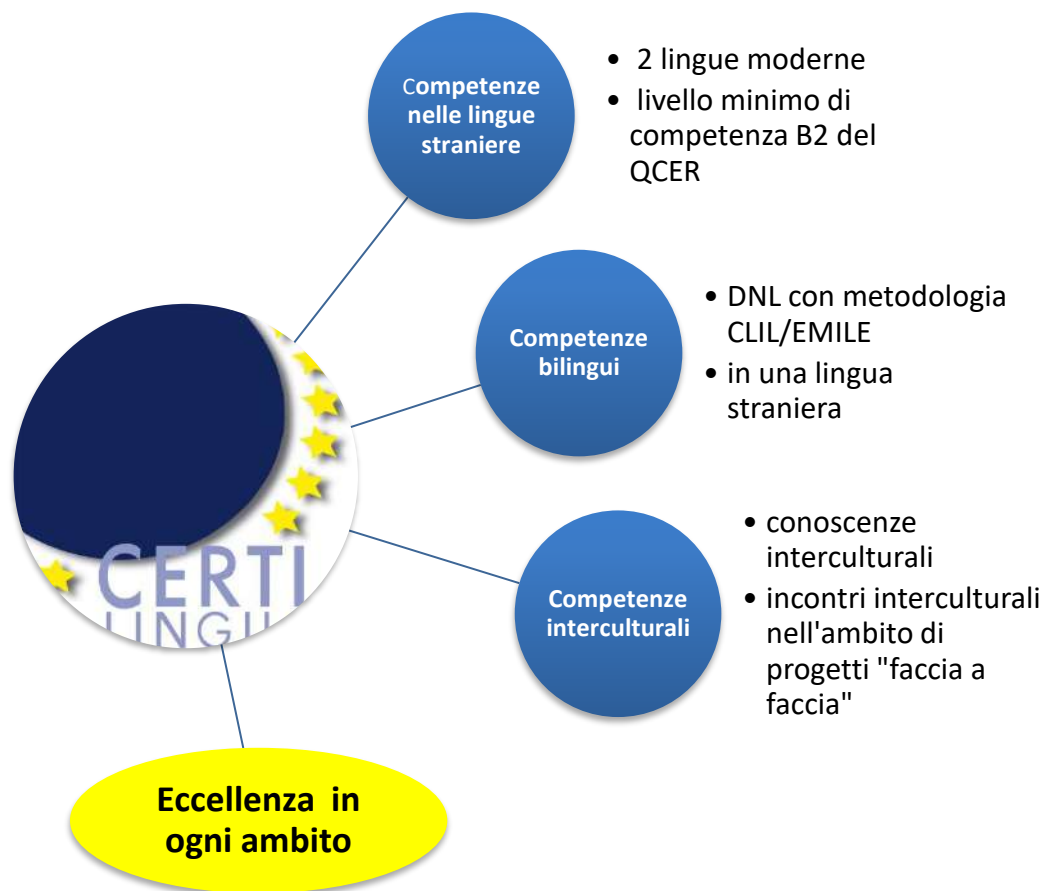 Competenze
nelle lingue
straniere
• 2 lingue moderne
• livello minimo di
competenza B2 del
QCER
Competenze
bilingui
• DNL con metodologia
CLIL/EMILE
• in una lingua
straniera
CERTI
LINGU
Competenze
interculturali
• conoscenze
interculturali
• incontri interculturali
nell'ambito di
progetti "faccia a
faccia"
Eccellenza in
ogni ambito